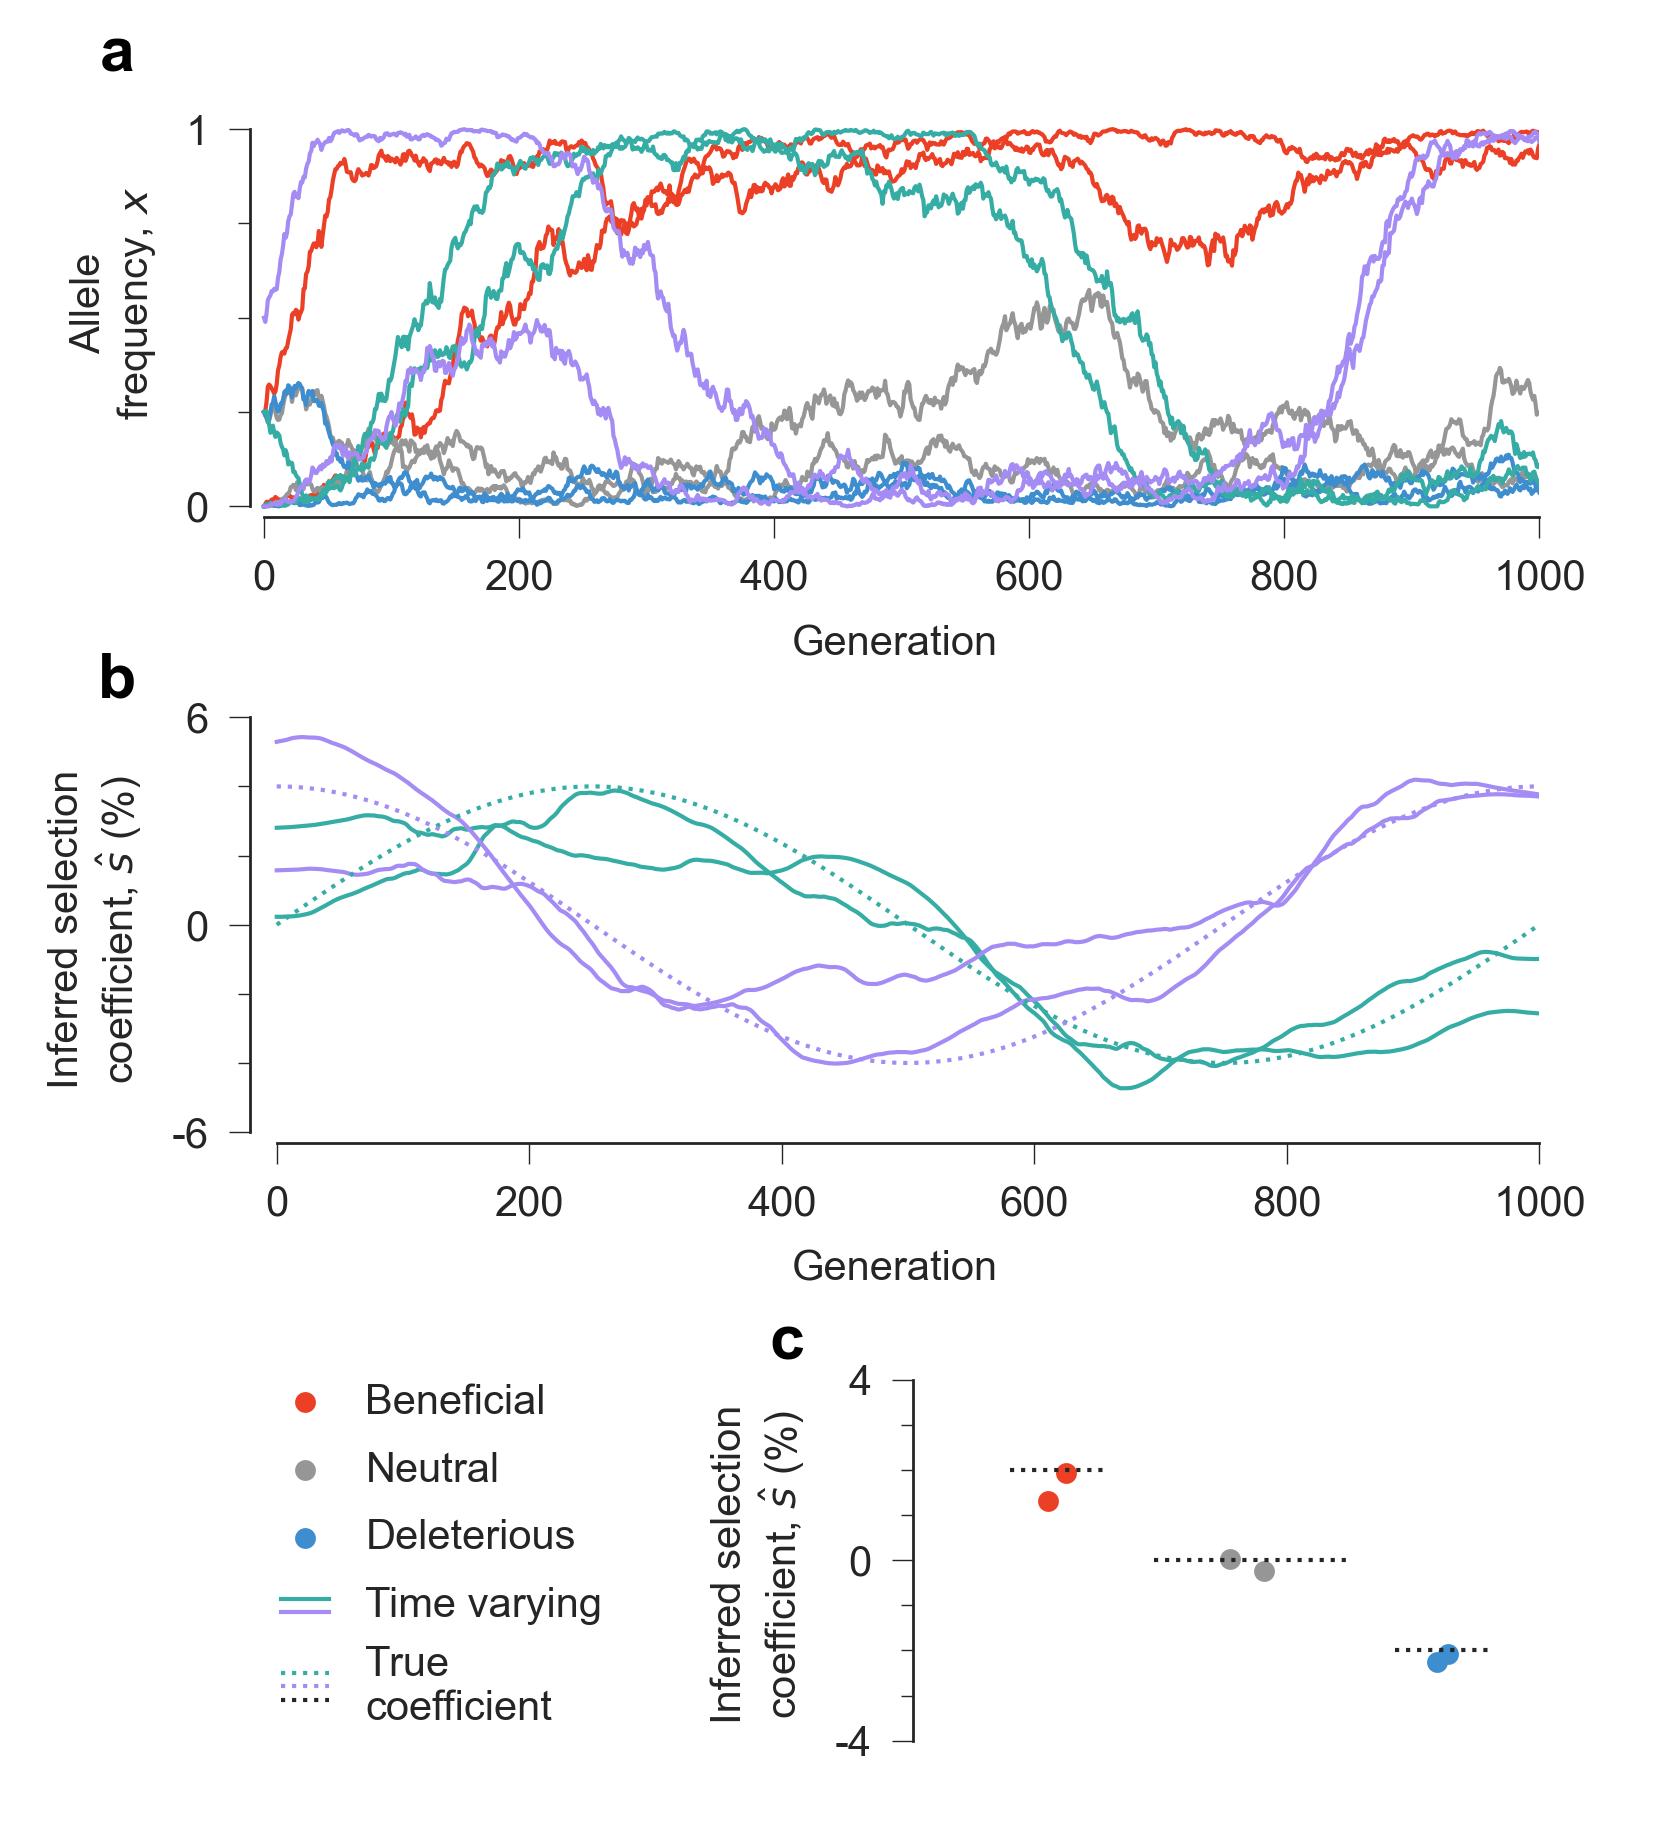 a
Allele
frequency, x
1
0
0 200 400 600 800 1000
Generation
b
Inferred selection
coefficient, ŝ (%)
6
0
-6
0 200 400 600 800 1000
Generation
Beneficial
Neutral
Deleterious
Time varying
True
coefficient
c
Inferred selection
coefficient, ŝ (%)
4
0
-4